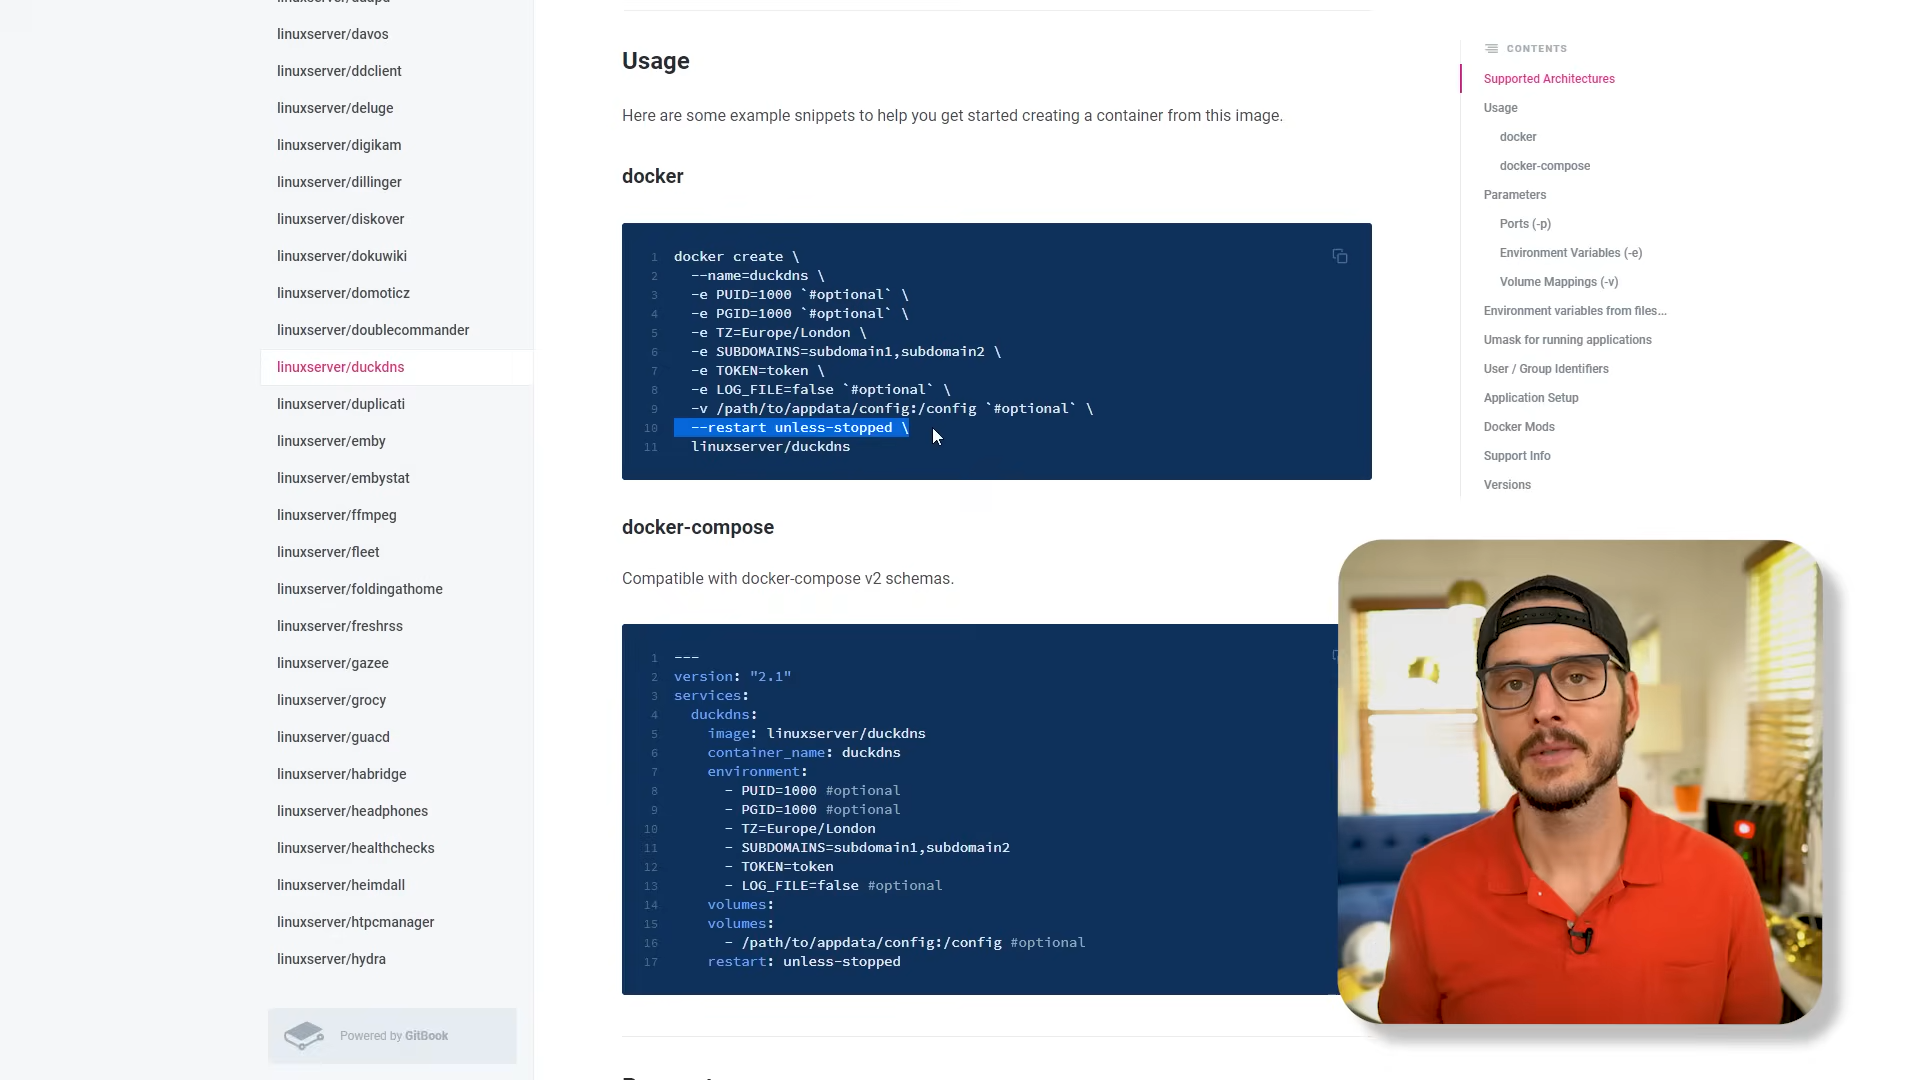 linuxserver/davos
linuxserver/ddclient
linuxserver/deluge
linuxserver/digikam
linuxserver/dillinger
linuxserver/diskover
linuxserver/dokuwiki
linuxserver/domoticz
linuxserver/doublecommander
linuxserver/duckdns
linuxserver/duplicati
linuxserver/emby
linuxserver/embystat
linuxserver/ffmpeg
linuxserver/fleet
linuxserver/foldingathome
linuxserver/freshrss
linuxserver/gazee
linuxserver/grocy
linuxserver/guacd
linuxserver/habridge
linuxserver/headphones
linuxserver/healthchecks
linuxserver/heimdall
linuxserver/htpcmanager
linuxserver/hydra
Powered by GitBook
Usage
Here are some example snippets to help you get started creating a container from this image.
docker
1 docker create \
2 --name=duckdns \
3 -e PUID=1000 `#optional` \
4 -e PGID=1000 `#optional` \
5 -e TZ=Europe/London \
6 -e SUBDOMAINS=subdomain1,subdomain2 \
7 -e TOKEN=token \
8 -e LOG_FILE=false `#optional` \
9 -v /path/to/appdata/config:/config `#optional` \
10 --restart unless-stopped \
11 linuxserver/duckdns
docker-compose
Compatible with docker-compose v2 schemas.
1 ---
2 version: "2.1"
3 services:
4 duckdns:
5 image: linuxserver/duckdns
6 container_name: duckdns
7 environment:
8 - PUID=1000 #optional
9 - PGID=1000 #optional
10 - TZ=Europe/London
11 - SUBDOMAINS=subdomain1,subdomain2
12 - TOKEN=token
13 - LOG_FILE=false #optional
14 volumes:
15 volumes:
16 - /path/to/appdata/config:/config #optional
17 restart: unless-stopped
CONTENTS
Supported Architectures
Usage
docker
docker-compose
Parameters
Ports (-p)
Environment Variables (-e)
Volume Mappings (-v)
Environment variables from files...
Umask for running applications
User / Group Identifiers
Application Setup
Docker Mods
Support Info
Versions